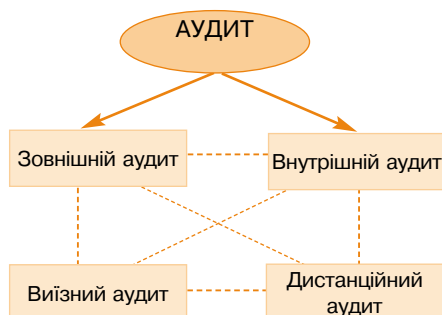 АУДИТ
Зовнішній аудит
Внутрішній аудит
Виїзний аудит
Дистанційний
аудит